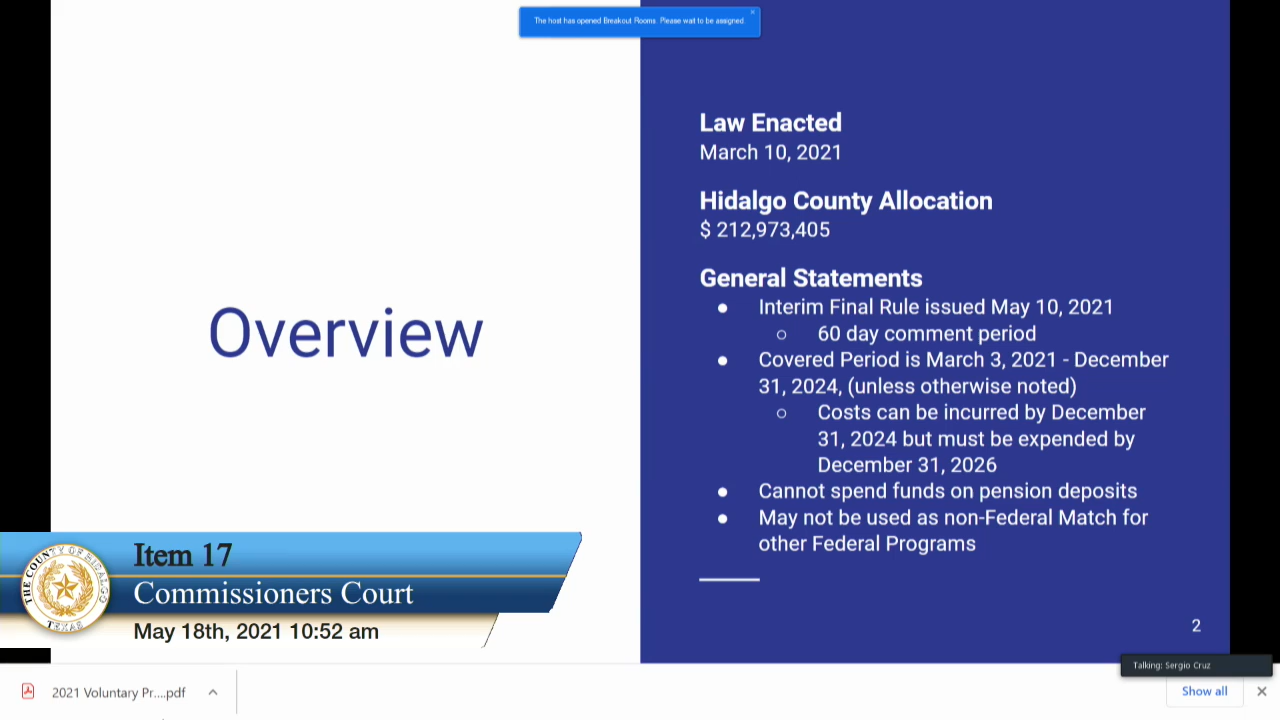 The host has opened Breakout Rooms. Please wait to be assigned.
Law Enacted
March 10, 2021
Hidalgo County Allocation
$ 212,973,405
General Statements
● Interim Final Rule issued May 10, 2021
○ 60 day comment period
● Covered Period is March 3, 2021 - December
31, 2024, (unless otherwise noted)
○ Costs can be incurred by December
31, 2024 but must be expended by
December 31, 2026
● Cannot spend funds on pension deposits
● May not be used as non-Federal Match for
other Federal Programs
Overview
THE COUNTY OF HIDALGO
TEXAS
Item 17
Commissioners Court
May 18th, 2021 10:52 am
2
Talking: Sergio Cruz
2021 Voluntary Pr....pdf
Show all